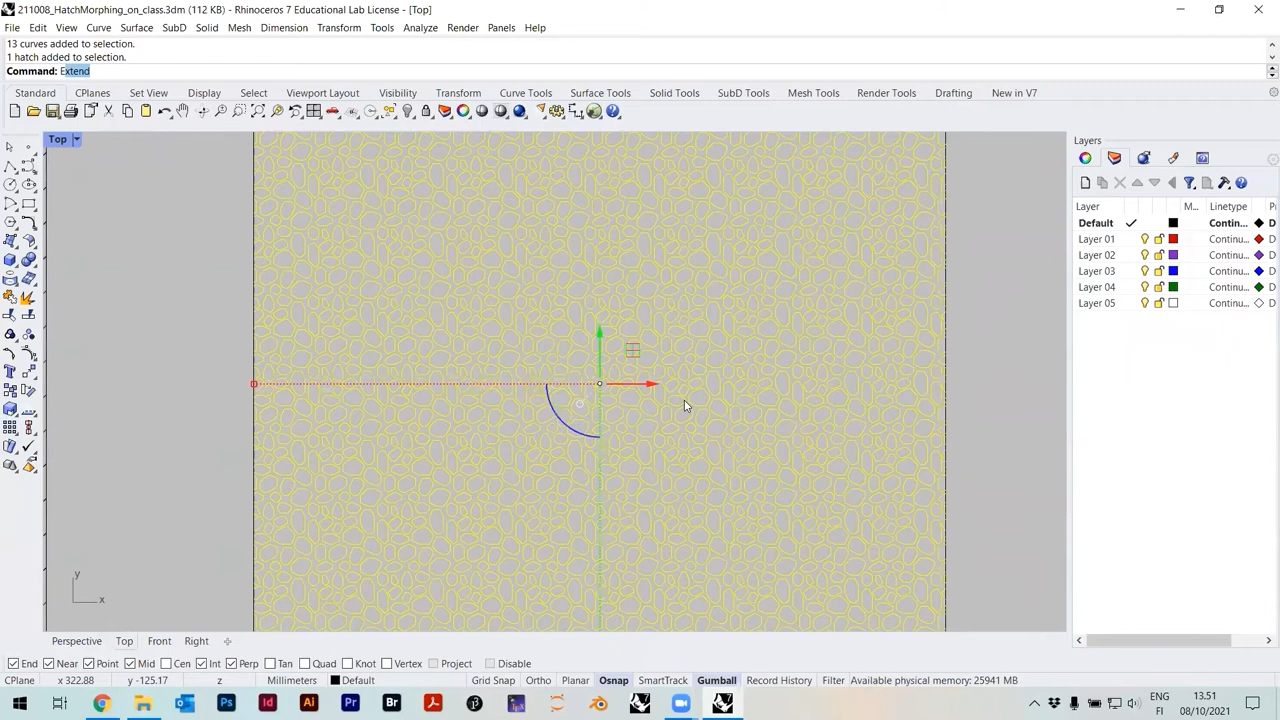 211008_HatchMorphing_on_class.3dm (112 KB) - Rhinoceros 7 Educational Lab License - [Top]
File Edit View Curve Surface SubD Solid Mesh Dimension Transform Tools Analyze Render Panels Help
13 curves added to selection.
1 hatch added to selection.
Command: Extend
Standard CPlanes Set View Display Select Viewport Layout Visibility Transform Curve Tools Surface Tools Solid Tools SubD Tools Mesh Tools Render Tools Drafting New in V7
Top
Layers
Layer M... Linetype P
Default Contin... D
Layer 01 Continu... D
Layer 02 Continu... D
Layer 03 Continu... D
Layer 04 Continu... D
Layer 05 Continu... D
y
x
Perspective Top Front Right
End Near Point Mid Cen Int Perp Tan Quad Knot Vertex Project Disable
CPlane x 322.88 y -125.17 z Millimeters Default Grid Snap Ortho Planar Osnap SmartTrack Gumball Record History Filter Available physical memory: 25941 MB
Ps Id Ai Pr Br
ENG
FI
13.51
08/10/2021